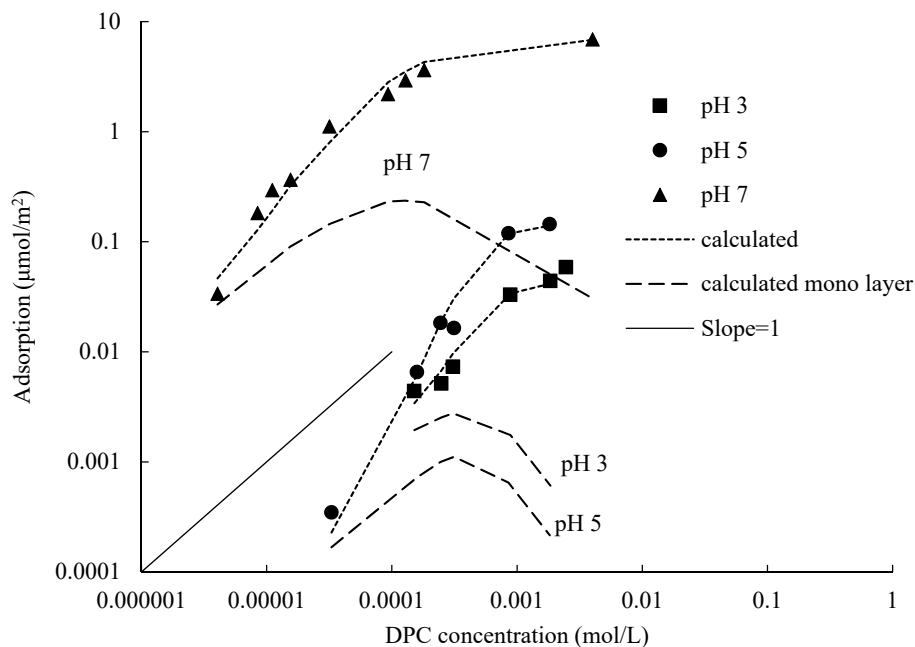 10
1
0.1
0.01
0.001
0.0001
Adsorption (μmol/m²)
0.000001
0.00001
0.0001
0.001
0.01
0.1
1
DPC concentration (mol/L)
pH 7
pH 3
pH 5
pH 3
pH 5
pH 7
calculated
calculated mono layer
Slope=1